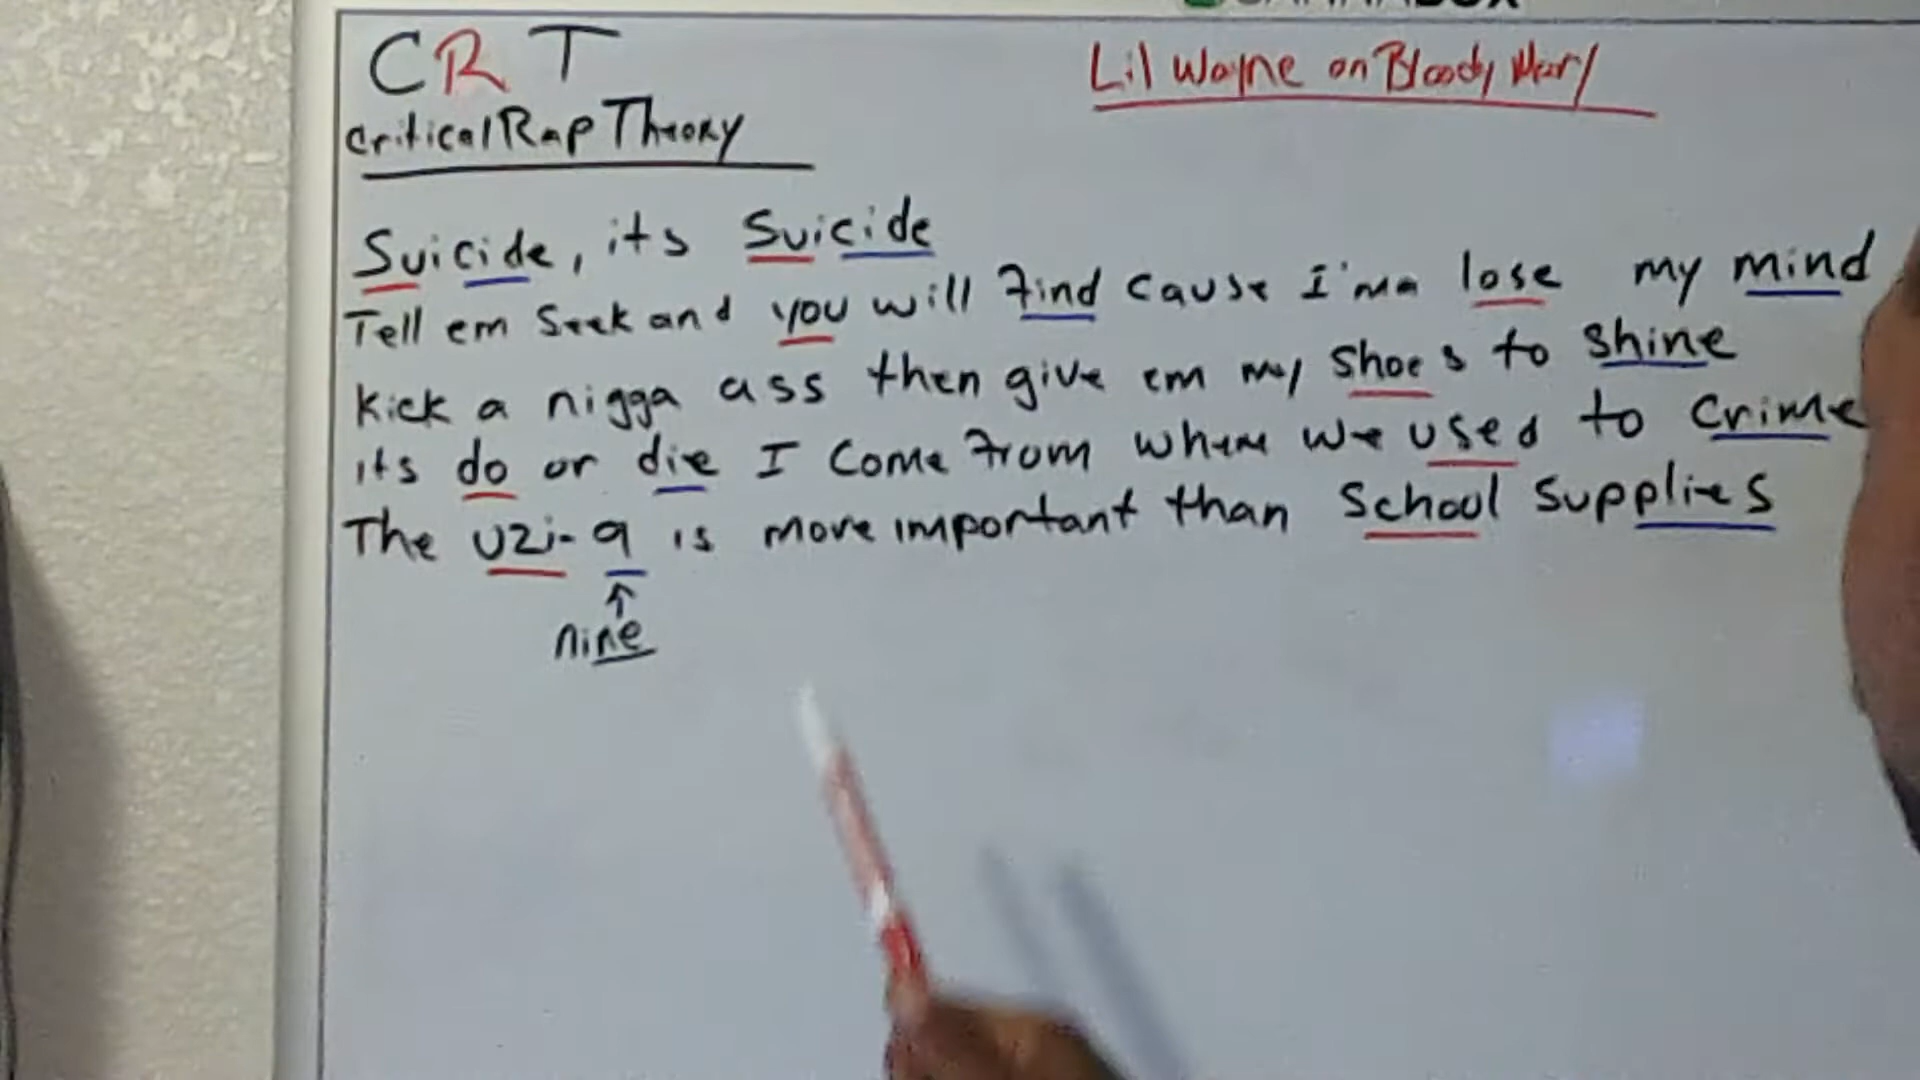 CRT
Critical Rap Theory
Lil Wayne on Bloody Mary
Suicide, its Suicide
Tell em Seek and you will find cause I'ma lose my mind
Kick a nigga ass then give em my shoes to shine
its do or die I come from where we used to crime
The uzi-9 is more important than School Supplies
nine